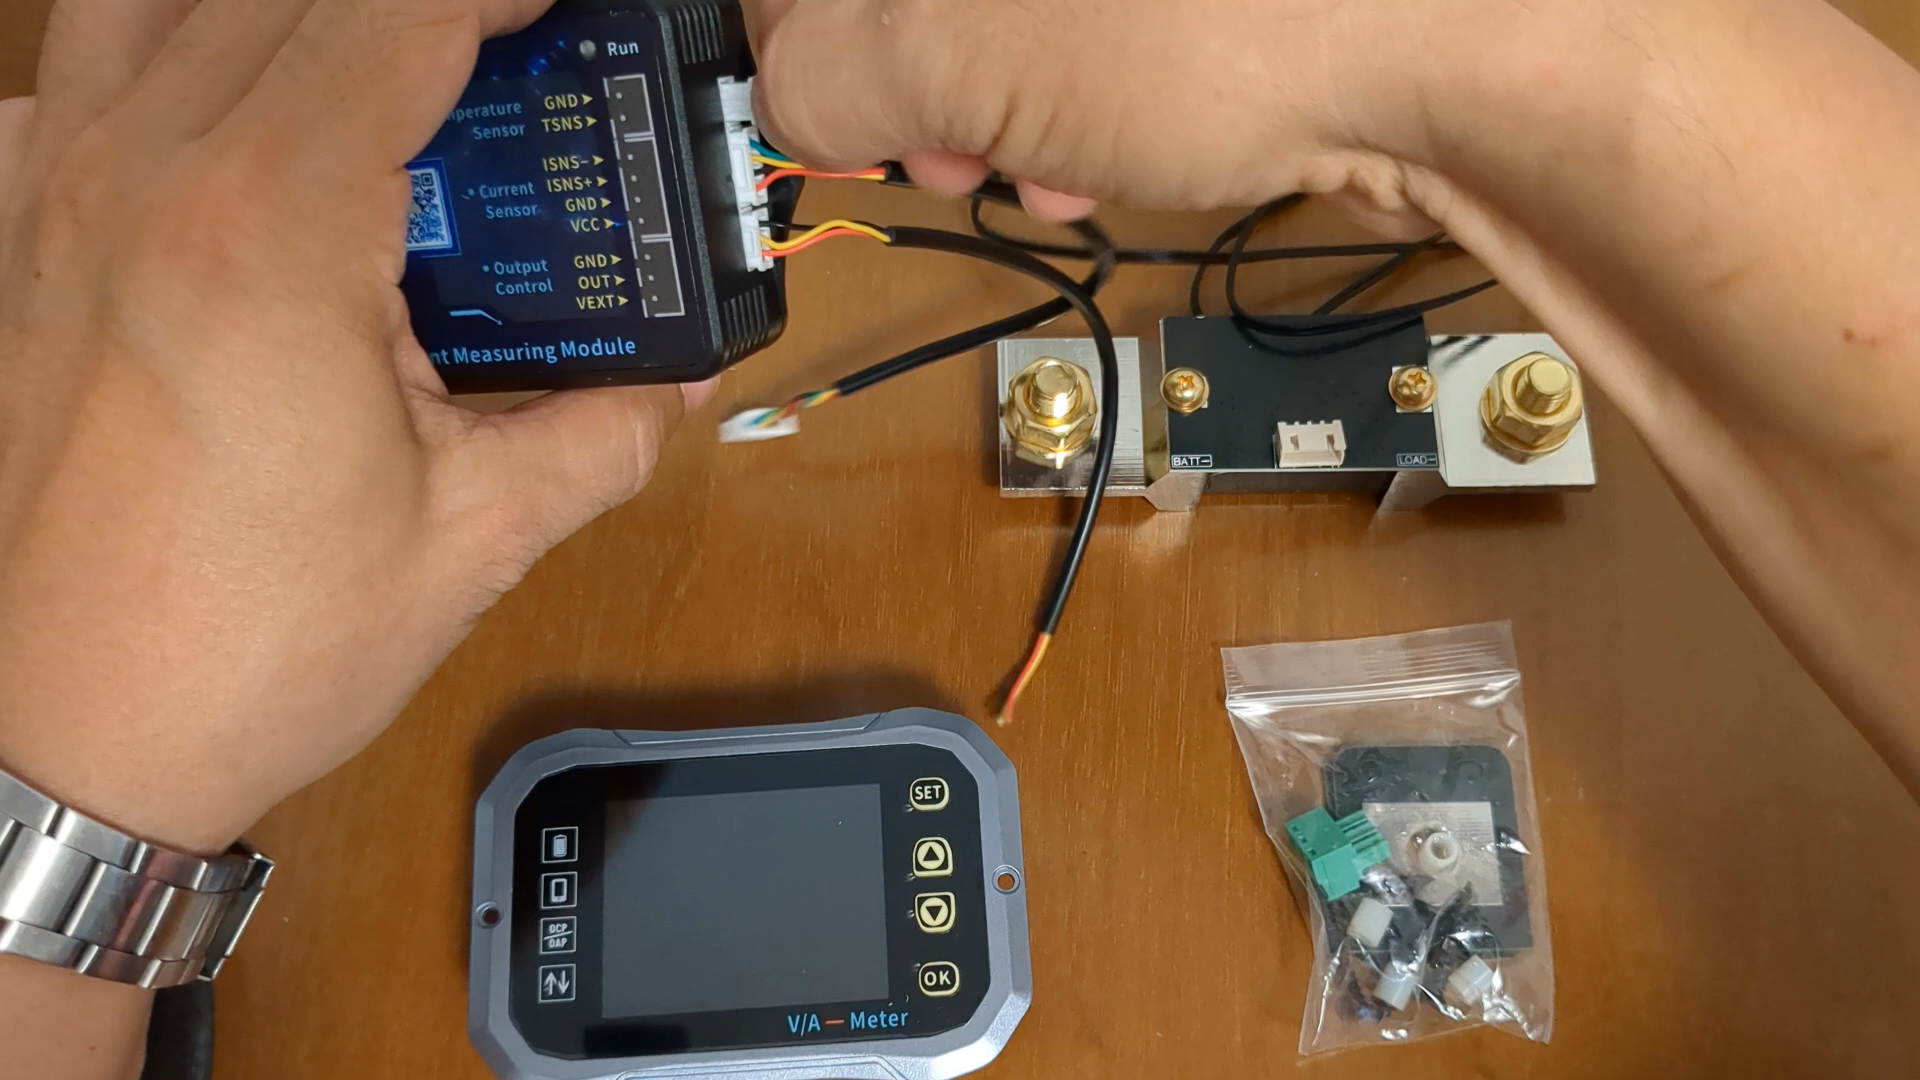 Run
GND
TSNS
Sensor
ISNS−
ISNS+
GND
VCC
• Current
Sensor
GND
OUT
VEXT
• Output
Control
Measuring Module
BATT−
LOAD−
SET
OCP
OAP
OK
V/A — Meter